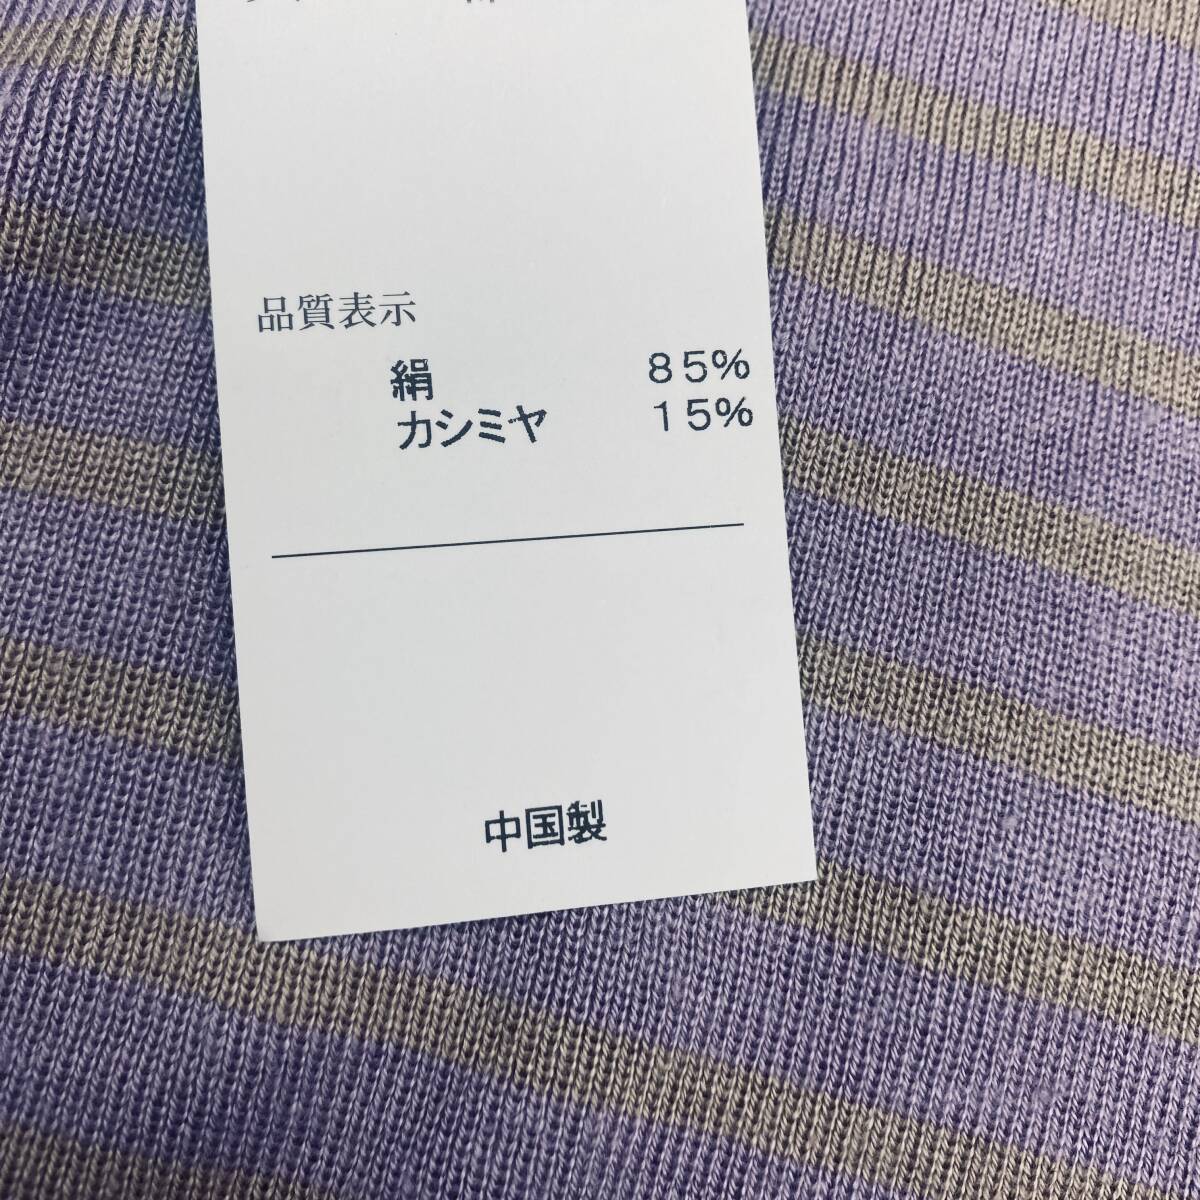 品質表示
絹 85%
カシミヤ 15%
中国製